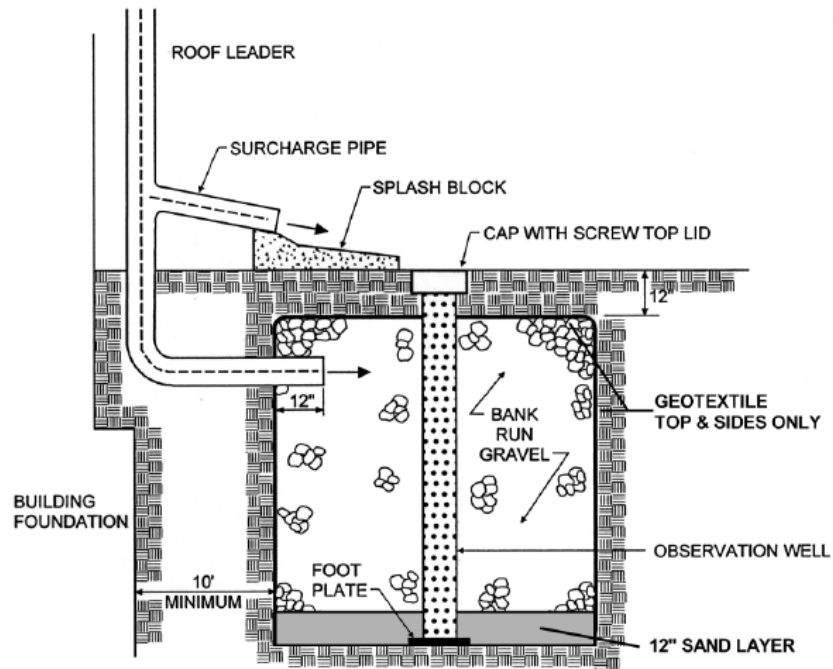 ROOF LEADER
SURCHARGE PIPE
SPLASH BLOCK
CAP WITH SCREW TOP LID
12"
12"
GEOTEXTILE
TOP & SIDES ONLY
BANK
RUN
GRAVEL
BUILDING
FOUNDATION
OBSERVATION WELL
FOOT
PLATE
10'
MINIMUM
12" SAND LAYER